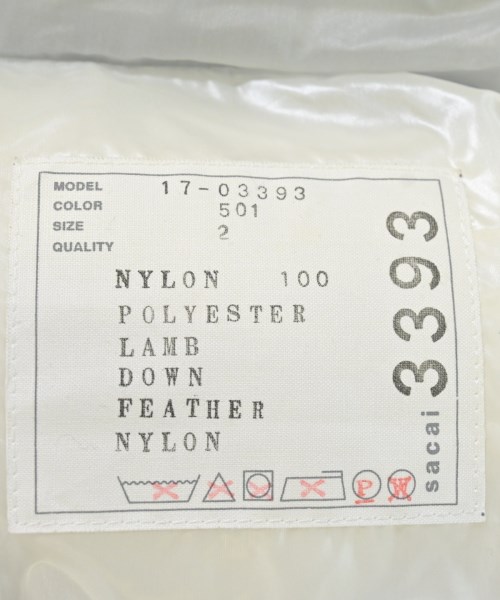 MODEL 17-03393
COLOR 501
SIZE 2
QUALITY
NYLON 100
POLYESTER
LAMB
DOWN
FEATHER
NYLON
P W
sacai 3393